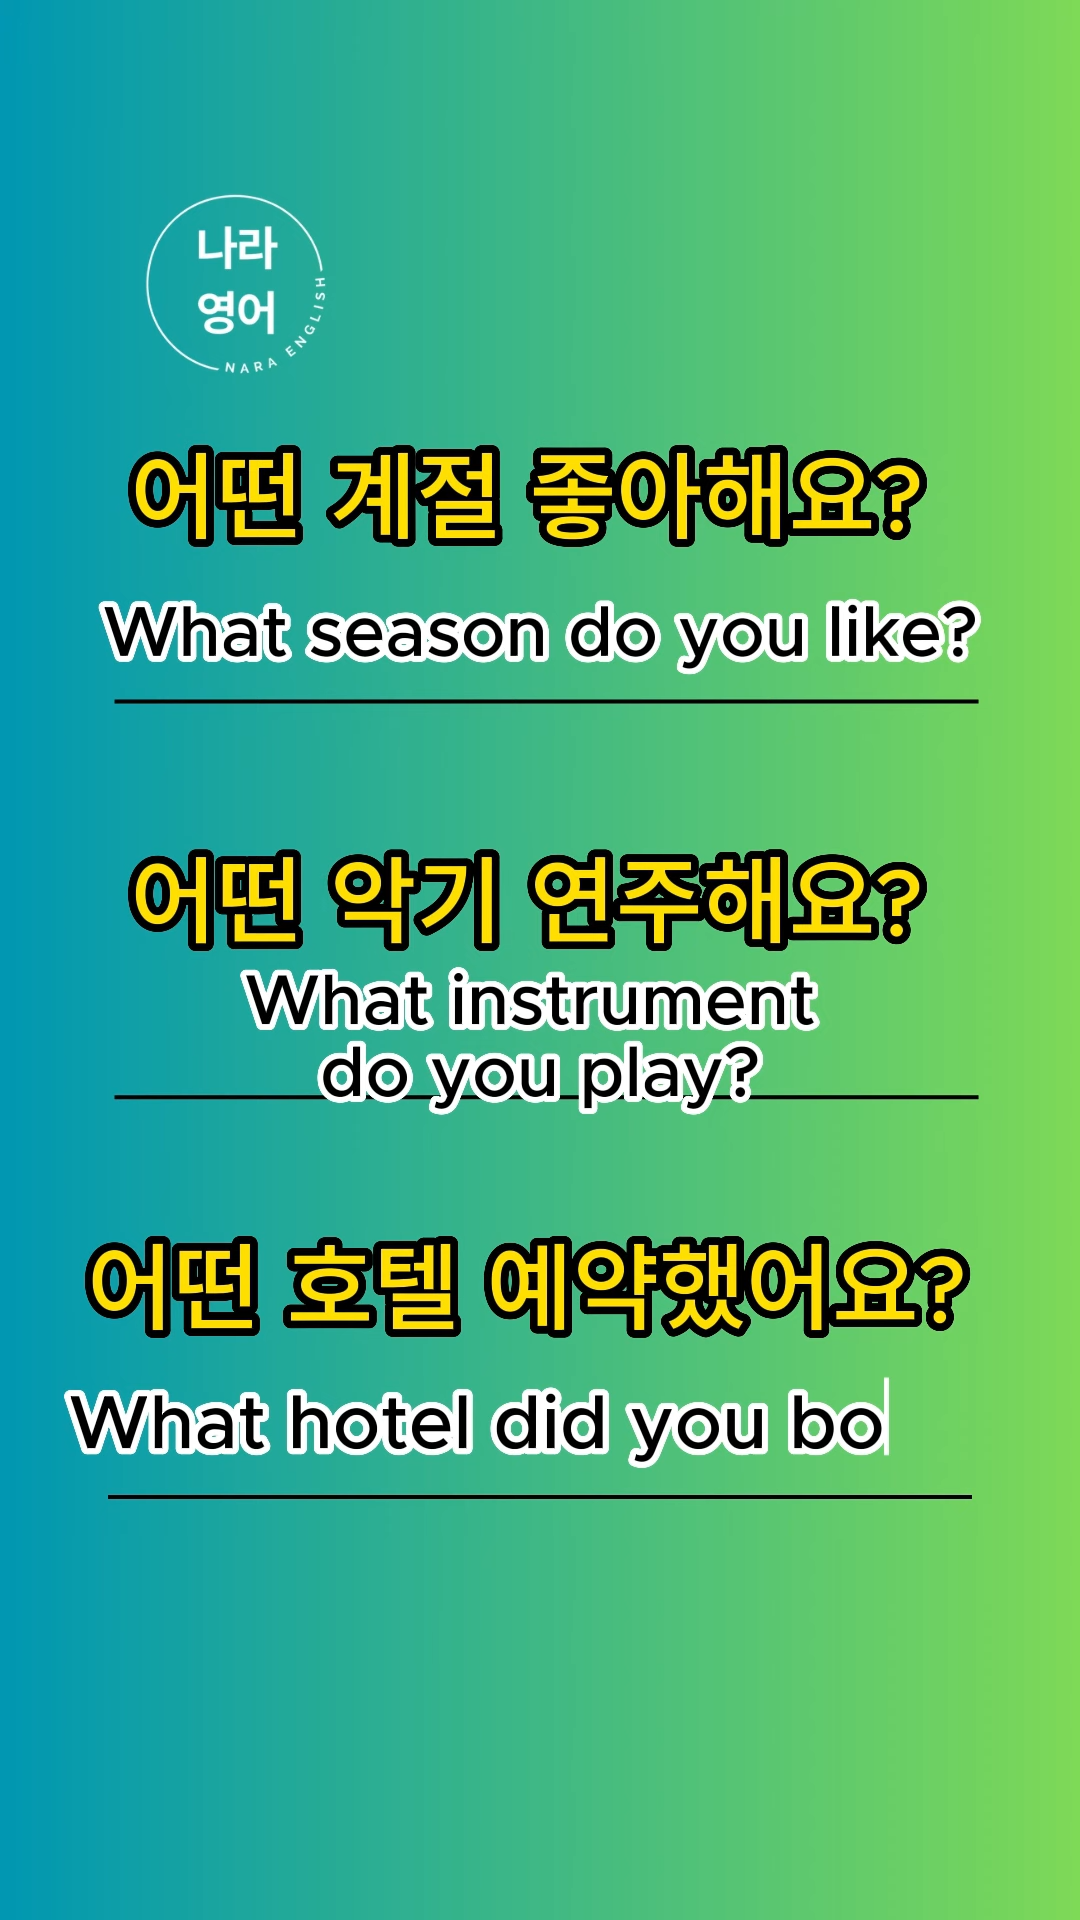 나라
영어
NARA ENGLISH
어떤 계절 좋아해요?
What season do you like?
어떤 악기 연주해요?
What instrument
do you play?
어떤 호텔 예약했어요?
What hotel did you bo